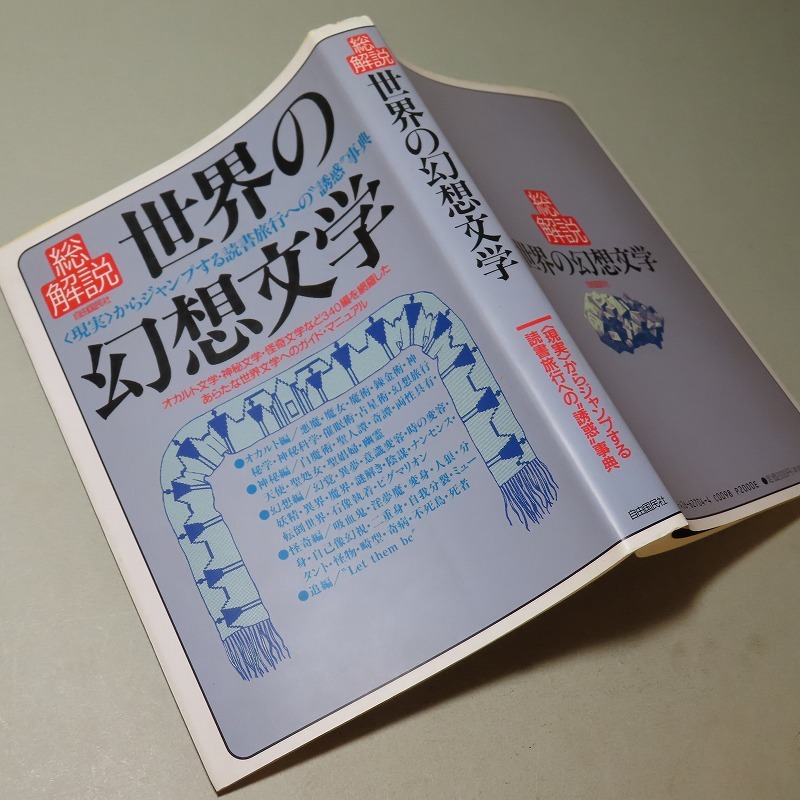 総
解説
世界の
幻想文学
自由国民社
〈現実〉からジャンプする読書旅行への“誘惑”事典
オカルト文学・神秘文学・怪奇文学など340編を網羅した
あらたな世界文学へのガイド・マニュアル
●オカルト編／悪魔・魔女・魔術・錬金術・神
秘学・神秘科学・催眠術・占星術・幻想旅行
●神秘編／白魔術・聖人譚・奇譚・両性具有・
天使・聖処女・聖娼婦・幽霊
●幻想編／幻覚・異夢・意識変容・時の変容・
妖精・異界・魔界・謎解き・陰謀・ナンセンス・
転倒世界・石像執着・ピグマリオン
●怪奇編／吸血鬼・淫夢魔・変身・人狼・分
身・自己像幻視・二重身・自我分裂・ミュー
タント・怪物・畸型・奇病・不死鳥・死者
●追編／"Let them be"
総
解説
世界の幻想文学
〈現実〉からジャンプする
読書旅行への“誘惑”事典
自由国民社
総
解説
世界の幻想文学
62704-4 C0098 P2000E